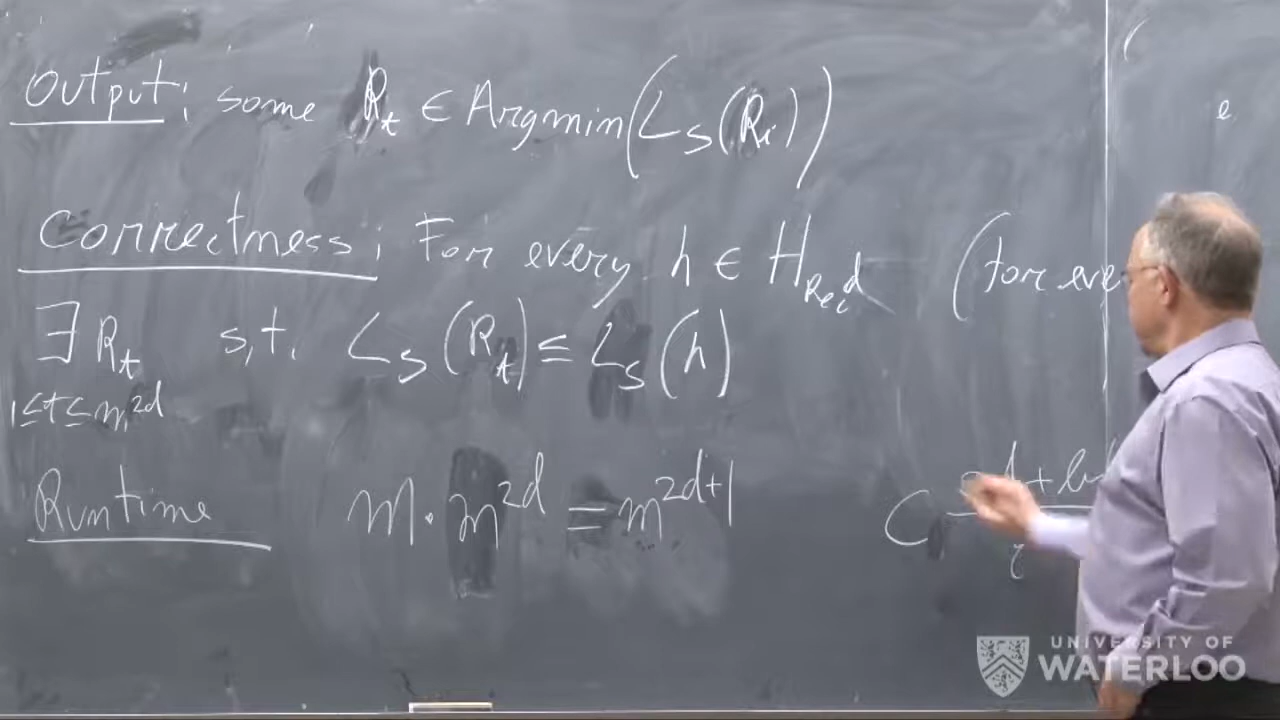 Output: some R_t ∈ Argmin(L_S(R_i))
Correctness: For every h ∈ H_Rec^d (for eve
∃ R_t s.t. L_S(R_t) ≤ L_S(h)
1≤t≤m^2d
Runtime m · m^2d = m^2d+1 C
UNIVERSITY OF
WATERLOO